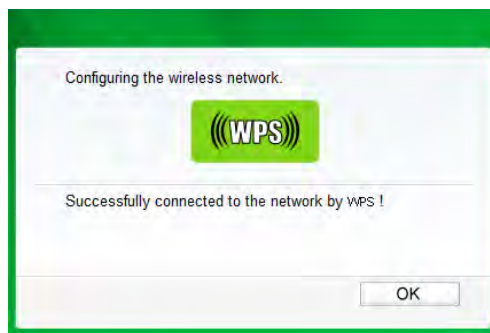 Configuring the wireless network.
WPS
Successfully connected to the network by WPS !
OK